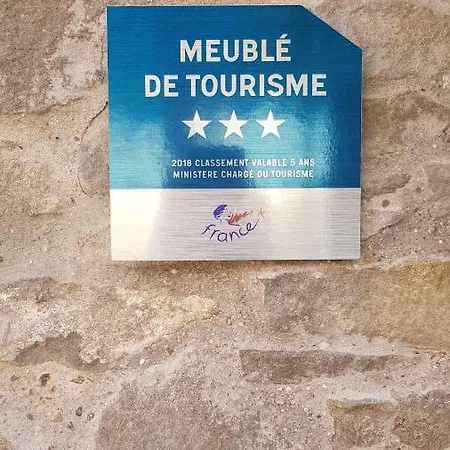 MEUBLÉ
DE TOURISME
2018 CLASSEMENT VALABLE 5 ANS
MINISTERE CHARGÉ DU TOURISME
france